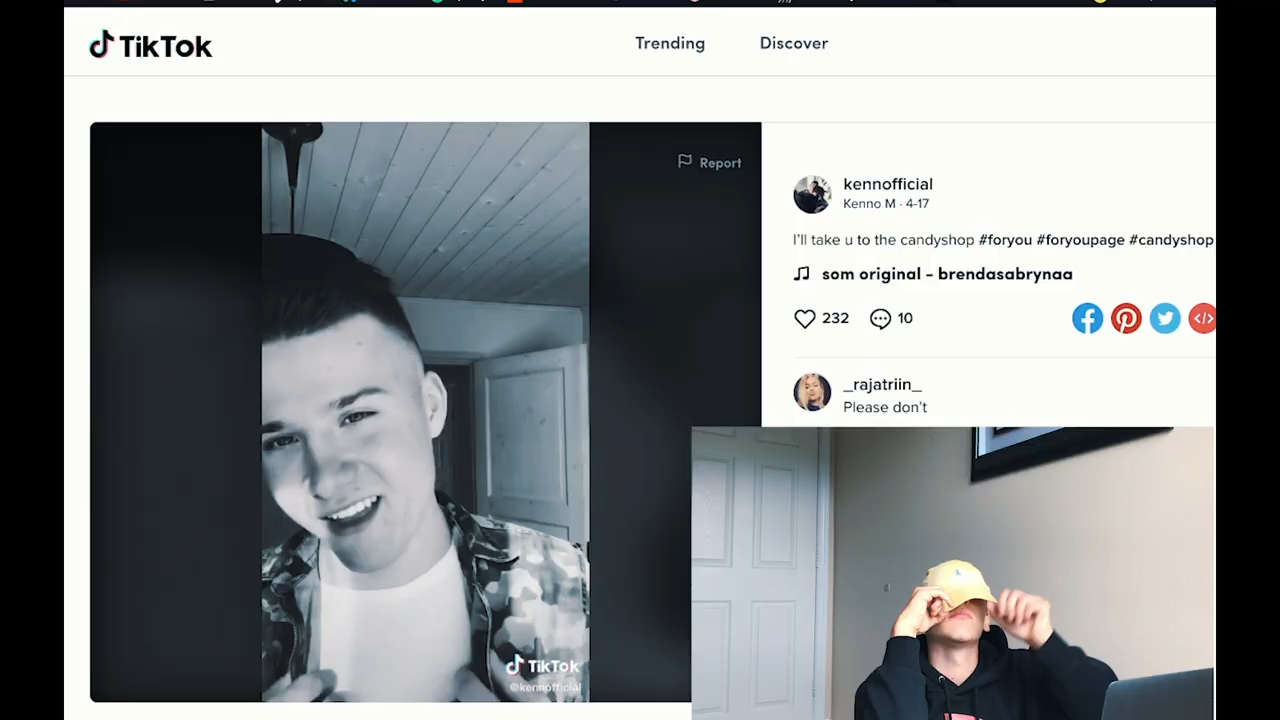 TikTok
Trending
Discover
Report
kennofficial
Kenno M · 4-17
I'll take u to the candyshop #foryou #foryoupage #candyshop
som original - brendasabrynaa
232
10
_rajatriin_
Please don't
TikTok
@kennofficial